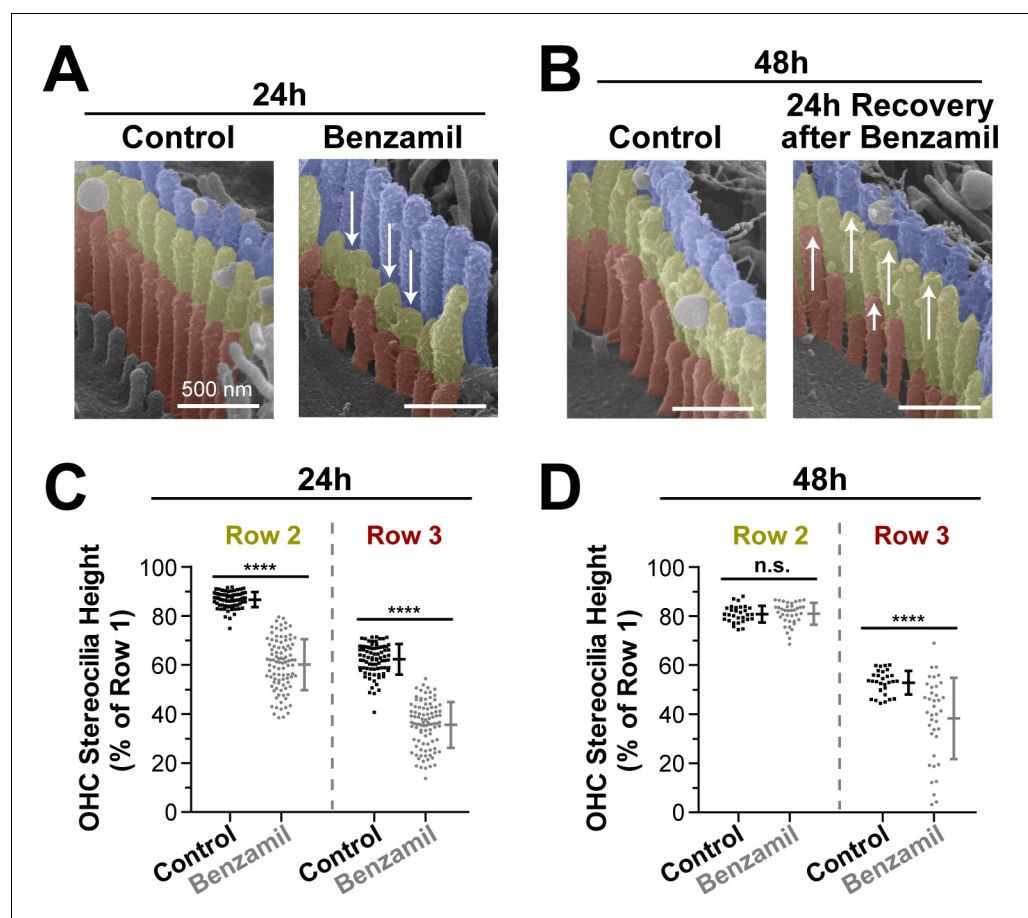 A
24h
Control
Benzamil
500 nm
B
48h
Control
24h Recovery
after Benzamil
C
24h
Row 2
Row 3
****
****
OHC Stereocilia Height
(% of Row 1)
100
80
60
40
20
0
Control
Benzamil
Control
Benzamil
D
48h
Row 2
Row 3
n.s.
****
OHC Stereocilia Height
(% of Row 1)
100
80
60
40
20
0
Control
Benzamil
Control
Benzamil